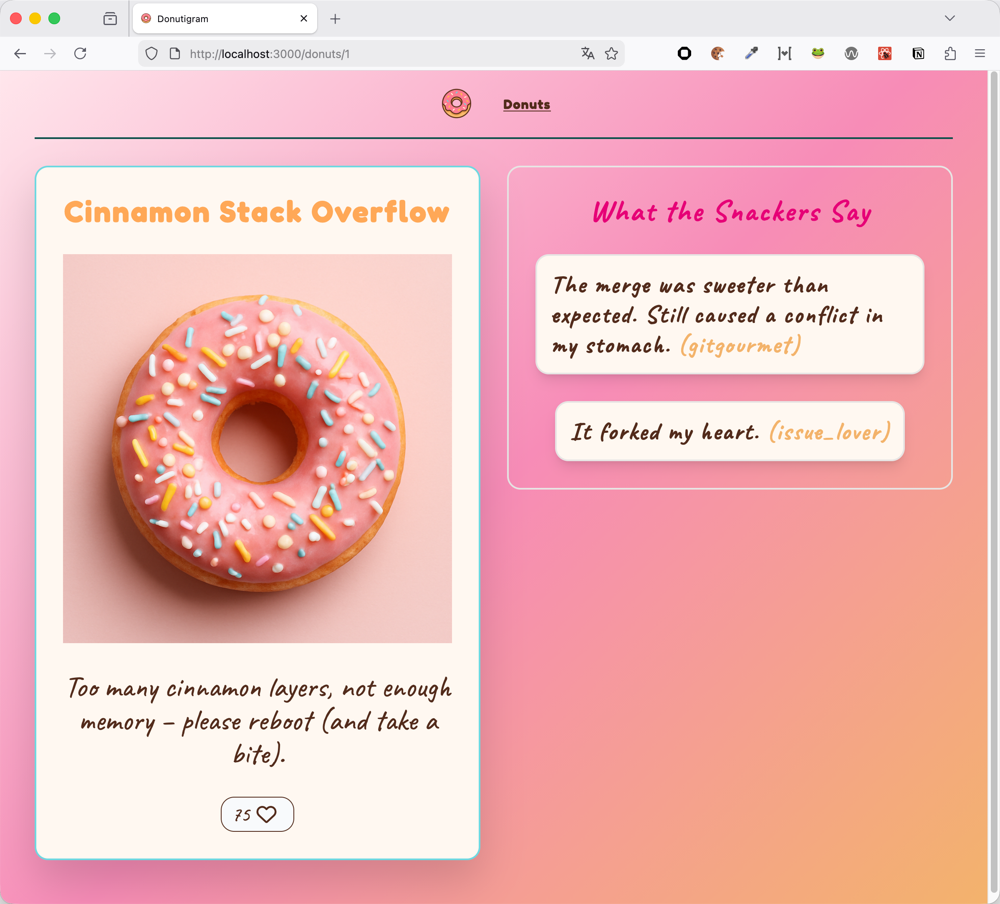 Donutigram
http://localhost:3000/donuts/1
Donuts
Cinnamon Stack Overflow
Too many cinnamon layers, not enough
memory – please reboot (and take a
bite).
75
What the Snackers Say
The merge was sweeter than
expected. Still caused a conflict in
my stomach. (gitgourmet)
It forked my heart. (issue_lover)